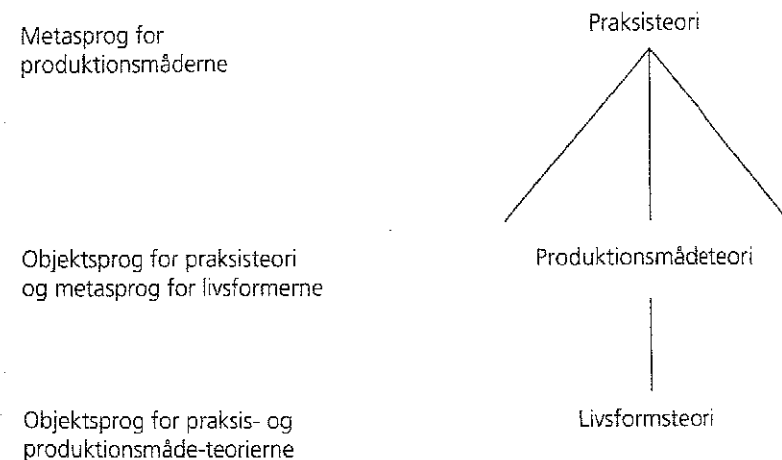 Metasprog for
produktionsmåderne
Praksisteori
Objektsprog for praksisteori
og metasprog for livsformerne
Produktionsmådeteori
Objektsprog for praksis- og
produktionsmåde-teorierne
Livsformsteori